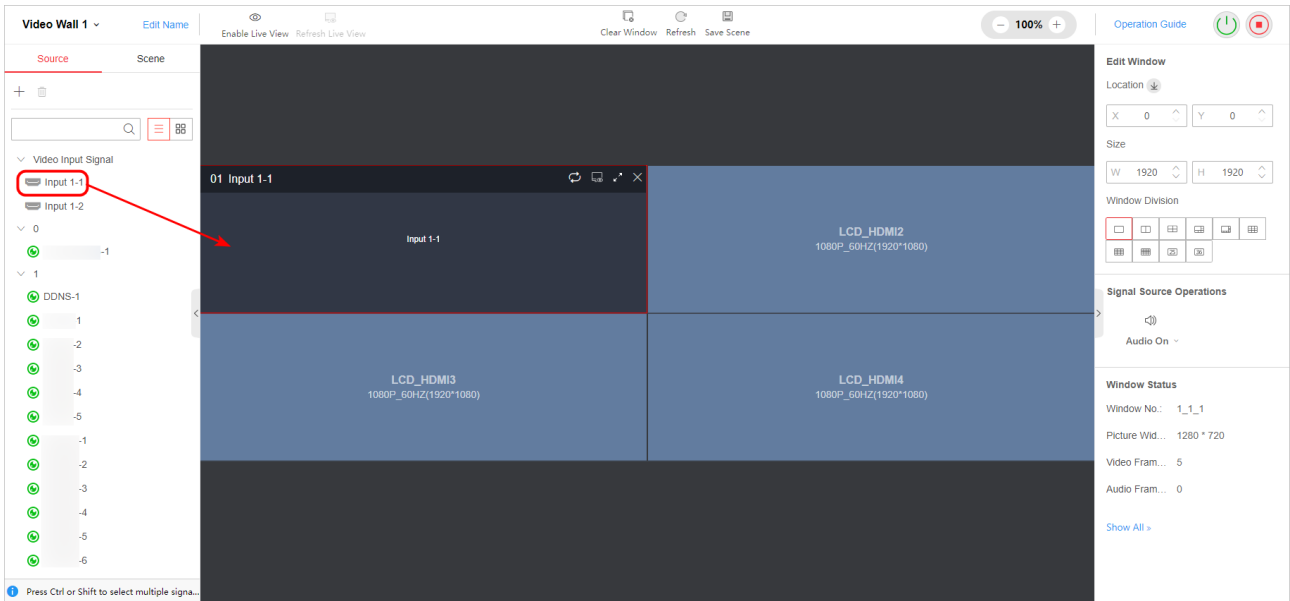 Video Wall 1
Edit Name
Enable Live View
Refresh Live View
Clear Window
Refresh
Save Scene
100%
Operation Guide
Source
Scene
Video Input Signal
Input 1-1
Input 1-2
0
-1
1
DDNS-1
1
-2
-3
-4
-5
-1
-2
-3
-4
-5
-6
Press Ctrl or Shift to select multiple signa...
01 Input 1-1
Input 1-1
LCD_HDMI2
1080P_60HZ(1920*1080)
LCD_HDMI3
1080P_60HZ(1920*1080)
LCD_HDMI4
1080P_60HZ(1920*1080)
Edit Window
Location
X 0 Y 0
Size
W 1920 H 1920
Window Division
25 36
Signal Source Operations
Audio On
Window Status
Window No.: 1_1_1
Picture Wid... 1280 * 720
Video Fram... 5
Audio Fram... 0
Show All »